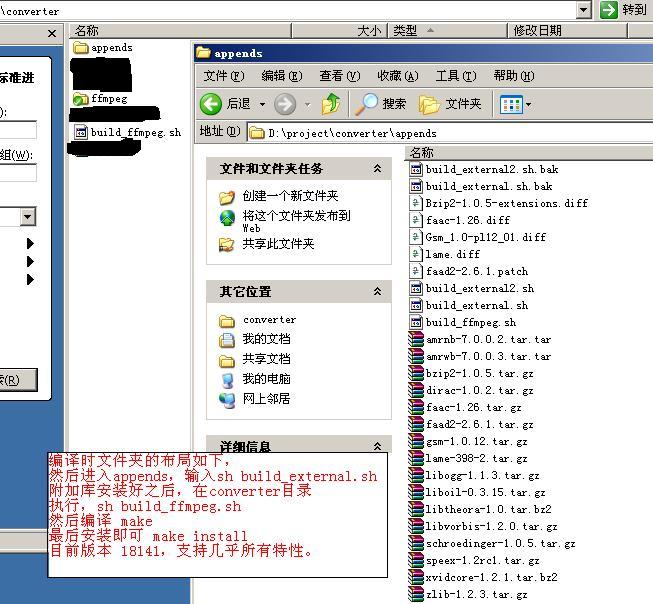 \converter
转到
名称
大小
类型
修改日期
appends
ffmpeg
build_ffmpeg.sh
标准进
):
组(W):
(R)
appends
文件(F)
编辑(E)
查看(V)
收藏(A)
工具(T)
帮助(H)
后退
搜索
文件夹
地址(D)
D:\project\converter\appends
文件和文件夹任务
创建一个新文件夹
将这个文件夹发布到
Web
共享此文件夹
其它位置
converter
我的文档
共享文档
我的电脑
网上邻居
详细信息
名称
build_external2.sh.bak
build_external.sh.bak
Bzip2-1.0.5-extensions.diff
faac-1.26.diff
Gsm_1.0-pl12_01.diff
lame.diff
faad2-2.6.1.patch
build_external2.sh
build_external.sh
build_ffmpeg.sh
amrnb-7.0.0.2.tar.tar
amrwb-7.0.0.3.tar.tar
bzip2-1.0.5.tar.gz
dirac-1.0.2.tar.gz
faac-1.26.tar.gz
faad2-2.6.1.tar.gz
gsm-1.0.12.tar.gz
lame-398-2.tar.gz
libogg-1.1.3.tar.gz
liboil-0.3.15.tar.gz
libtheora-1.0.tar.bz2
libvorbis-1.2.0.tar.gz
schroedinger-1.0.5.tar.gz
speex-1.2rc1.tar.gz
xvidcore-1.2.1.tar.bz2
zlib-1.2.3.tar.gz
编译时文件夹的布局如下，
然后进入appends，输入sh build_external.sh
附加库安装好之后，在converter目录
执行，sh build_ffmpeg.sh
然后编译 make
最后安装即可 make install
目前版本 18141，支持几乎所有特性。